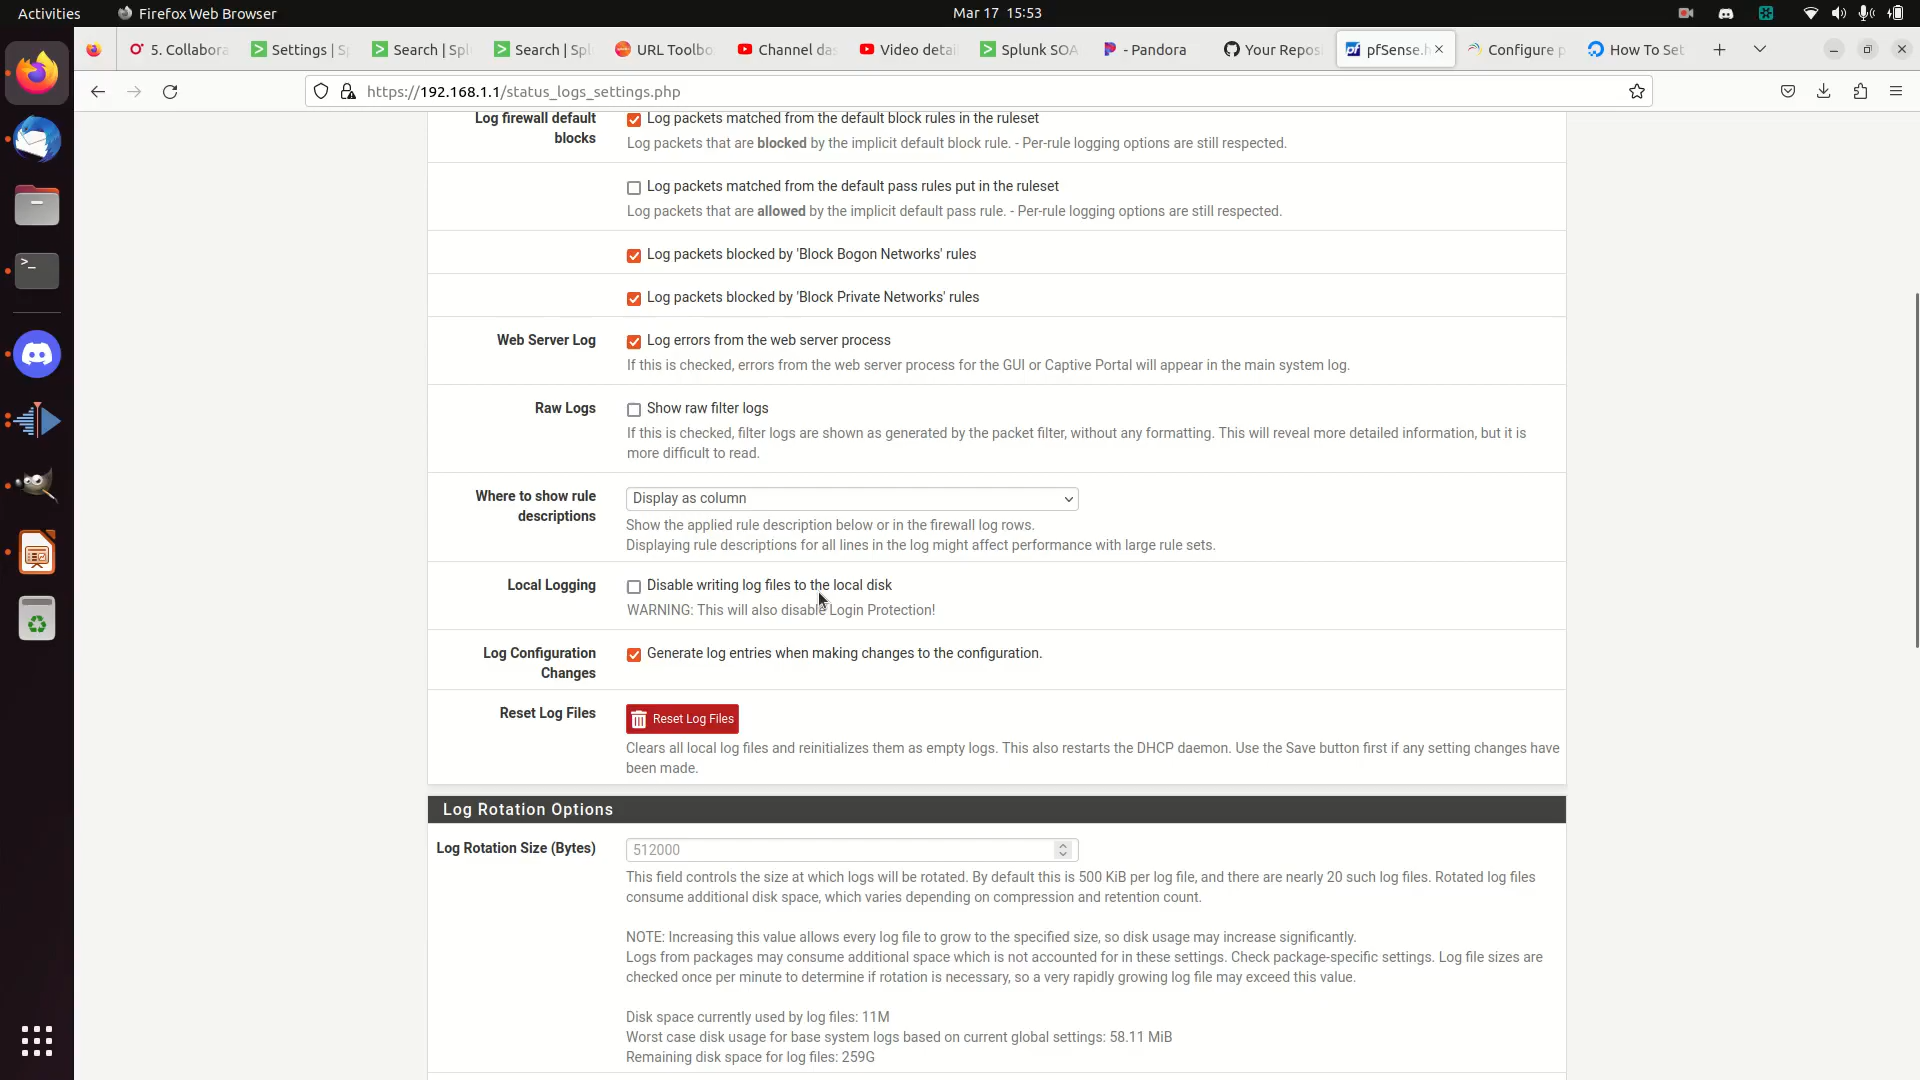 Activities
Firefox Web Browser
Mar 17 15:53
5. Collabora
Settings | S
Search | Spl
Search | Spl
URL Toolbo
Channel da
Video detai
Splunk SOA
- Pandora
Your Repos
pfSense.h
Configure p
How To Set
https://192.168.1.1/status_logs_settings.php
Log firewall default blocks
Log packets matched from the default block rules in the ruleset
Log packets that are blocked by the implicit default block rule. - Per-rule logging options are still respected.
Log packets matched from the default pass rules put in the ruleset
Log packets that are allowed by the implicit default pass rule. - Per-rule logging options are still respected.
Log packets blocked by 'Block Bogon Networks' rules
Log packets blocked by 'Block Private Networks' rules
Web Server Log
Log errors from the web server process
If this is checked, errors from the web server process for the GUI or Captive Portal will appear in the main system log.
Raw Logs
Show raw filter logs
If this is checked, filter logs are shown as generated by the packet filter, without any formatting. This will reveal more detailed information, but it is
more difficult to read.
Where to show rule
descriptions
Display as column
Show the applied rule description below or in the firewall log rows.
Displaying rule descriptions for all lines in the log might affect performance with large rule sets.
Local Logging
Disable writing log files to the local disk
WARNING: This will also disable Login Protection!
Log Configuration
Changes
Generate log entries when making changes to the configuration.
Reset Log Files
Reset Log Files
Clears all local log files and reinitializes them as empty logs. This also restarts the DHCP daemon. Use the Save button first if any setting changes have
been made.
Log Rotation Options
Log Rotation Size (Bytes)
512000
This field controls the size at which logs will be rotated. By default this is 500 KiB per log file, and there are nearly 20 such log files. Rotated log files
consume additional disk space, which varies depending on compression and retention count.
NOTE: Increasing this value allows every log file to grow to the specified size, so disk usage may increase significantly.
Logs from packages may consume additional space which is not accounted for in these settings. Check package-specific settings. Log file sizes are
checked once per minute to determine if rotation is necessary, so a very rapidly growing log file may exceed this value.
Disk space currently used by log files: 11M
Worst case disk usage for base system logs based on current global settings: 58.11 MiB
Remaining disk space for log files: 259G